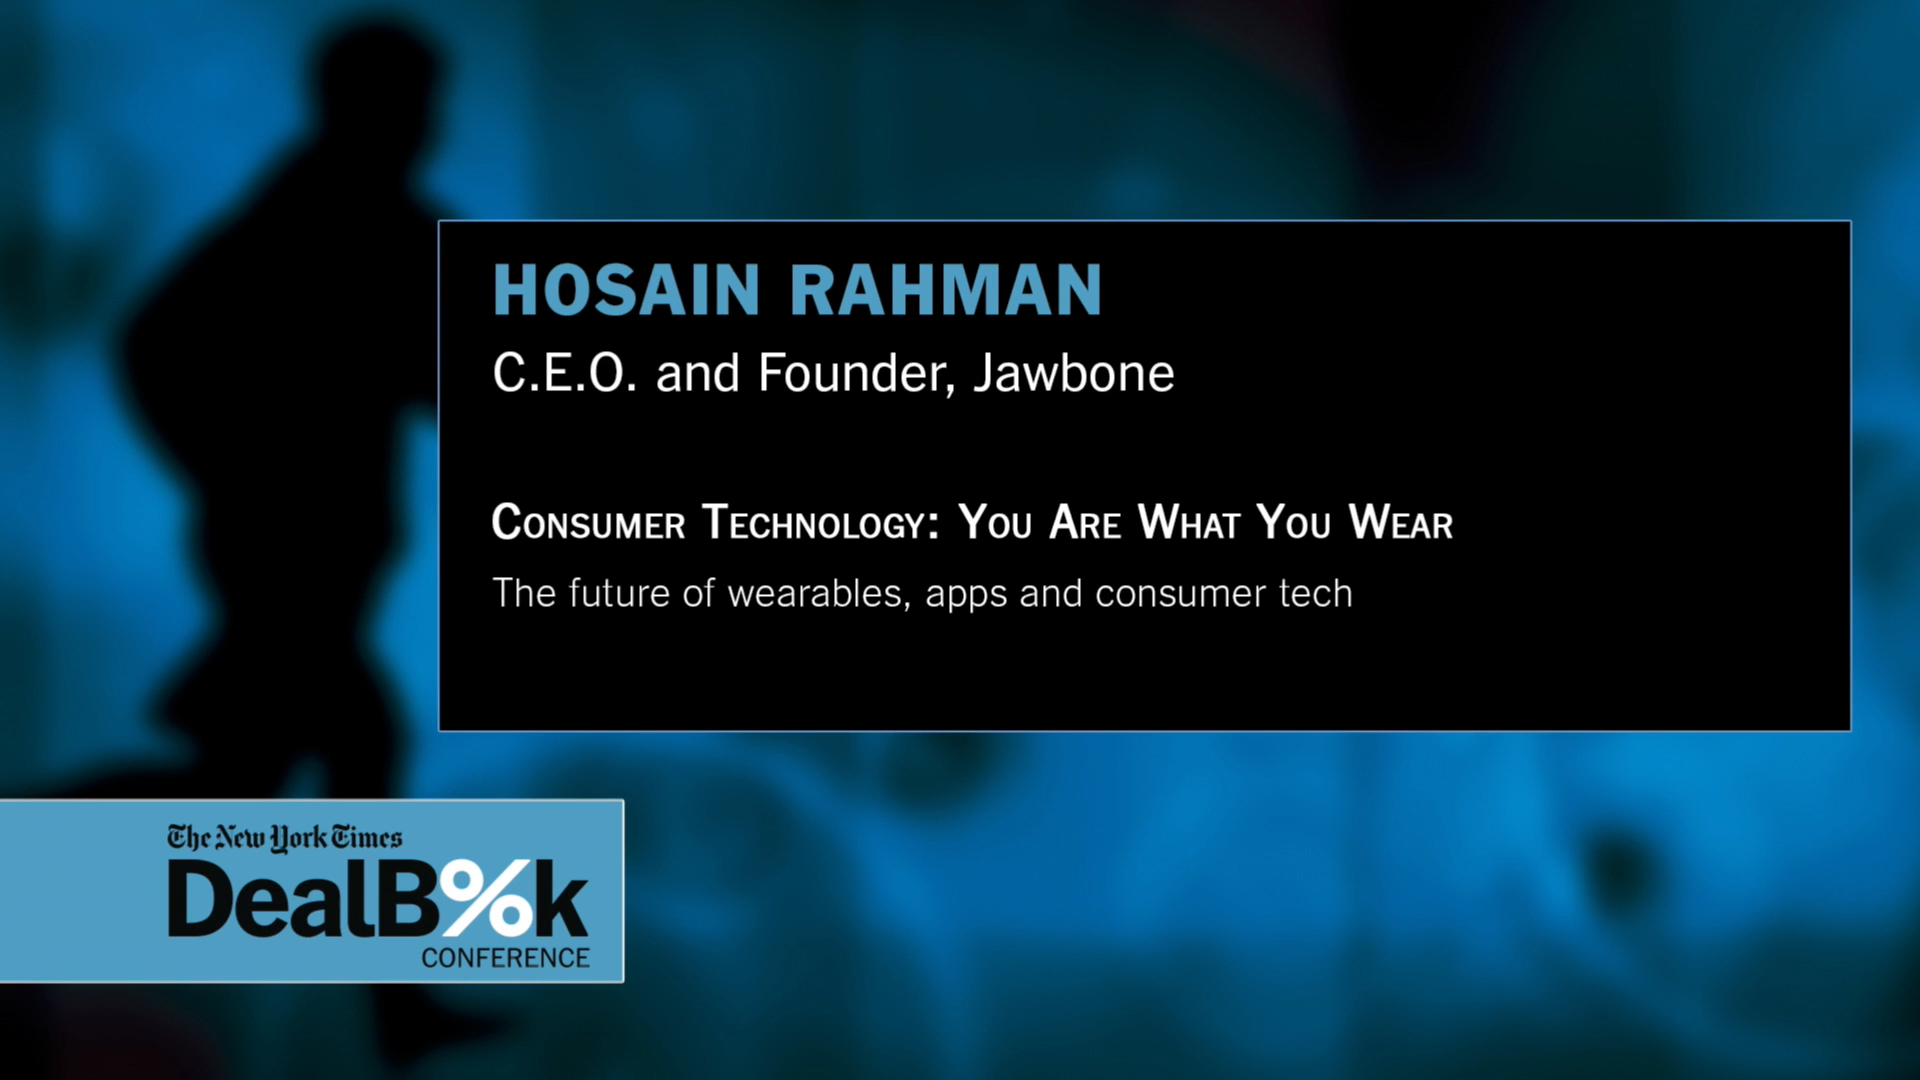 HOSAIN RAHMAN
C.E.O. and Founder, Jawbone
CONSUMER TECHNOLOGY: YOU ARE WHAT YOU WEAR
The future of wearables, apps and consumer tech
The New York Times
DealB%k
CONFERENCE